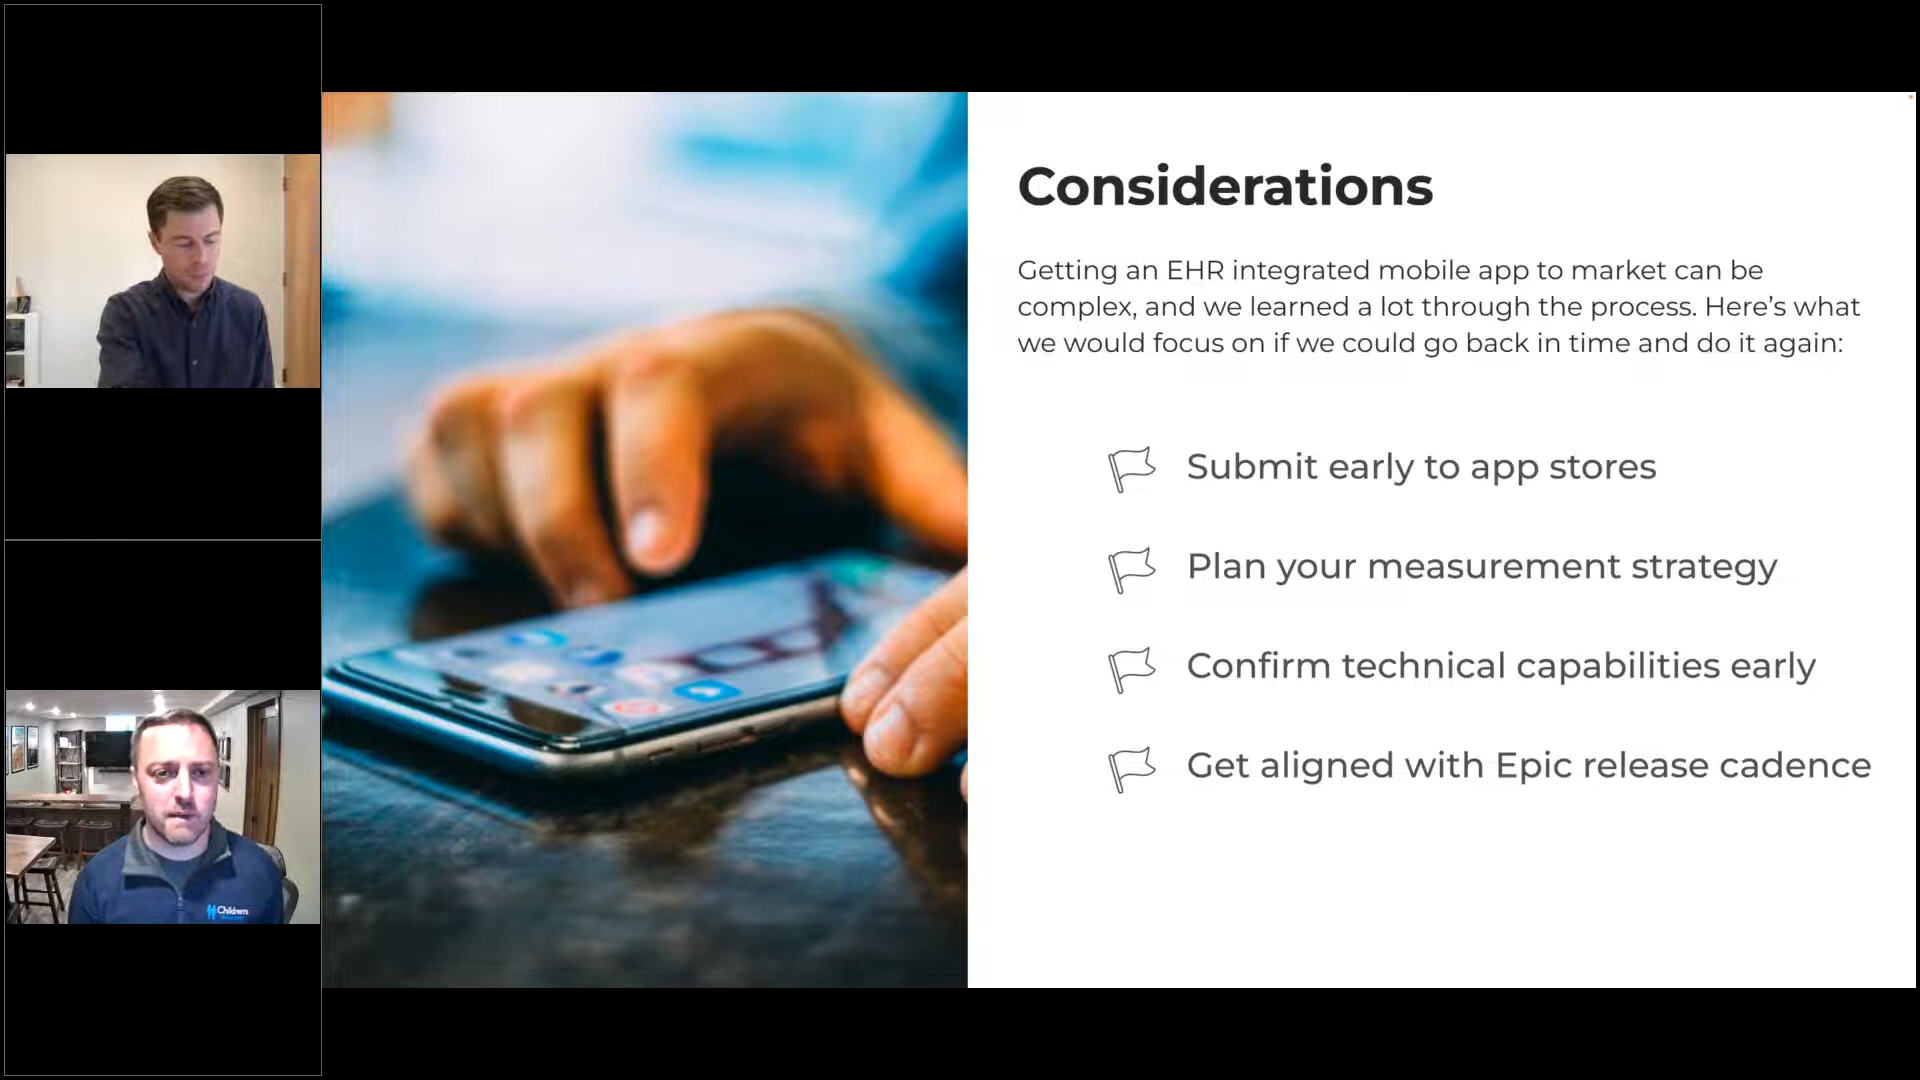 Considerations
Getting an EHR integrated mobile app to market can be
complex, and we learned a lot through the process. Here’s what
we would focus on if we could go back in time and do it again:
Submit early to app stores
Plan your measurement strategy
Confirm technical capabilities early
Get aligned with Epic release cadence
Children's